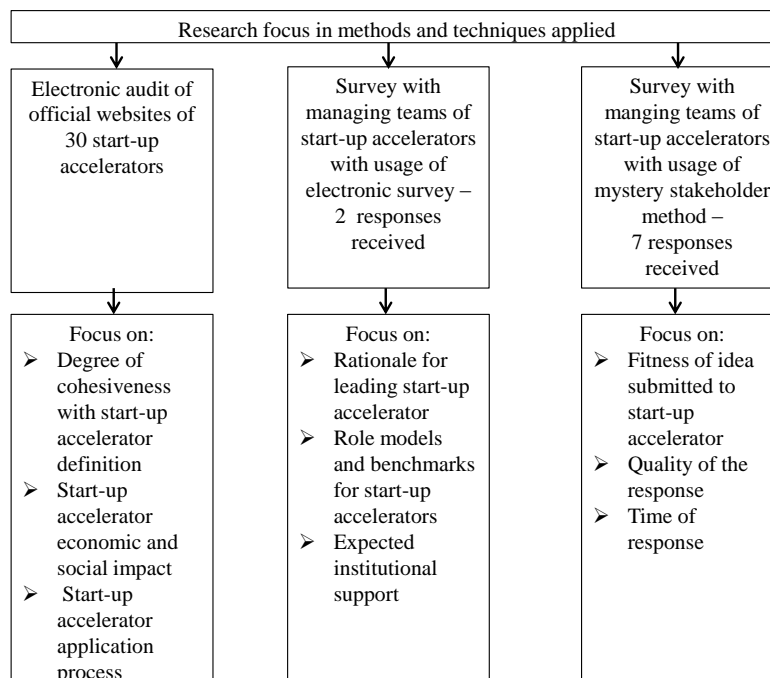 Research focus in methods and techniques applied
Electronic audit of
official websites of
30 start-up
accelerators
Survey with
managing teams of
start-up accelerators
with usage of
electronic survey –
2 responses
received
Survey with
manging teams of
start-up accelerators
with usage of
mystery stakeholder
method –
7 responses
received
Focus on:
➢ Degree of
cohesiveness
with start-up
accelerator
definition
➢ Start-up
accelerator
economic and
social impact
➢ Start-up
accelerator
application
process
Focus on:
➢ Rationale for
leading start-up
accelerator
➢ Role models
and benchmarks
for start-up
accelerators
➢ Expected
institutional
support
Focus on:
➢ Fitness of idea
submitted to
start-up
accelerator
➢ Quality of the
response
➢ Time of
response